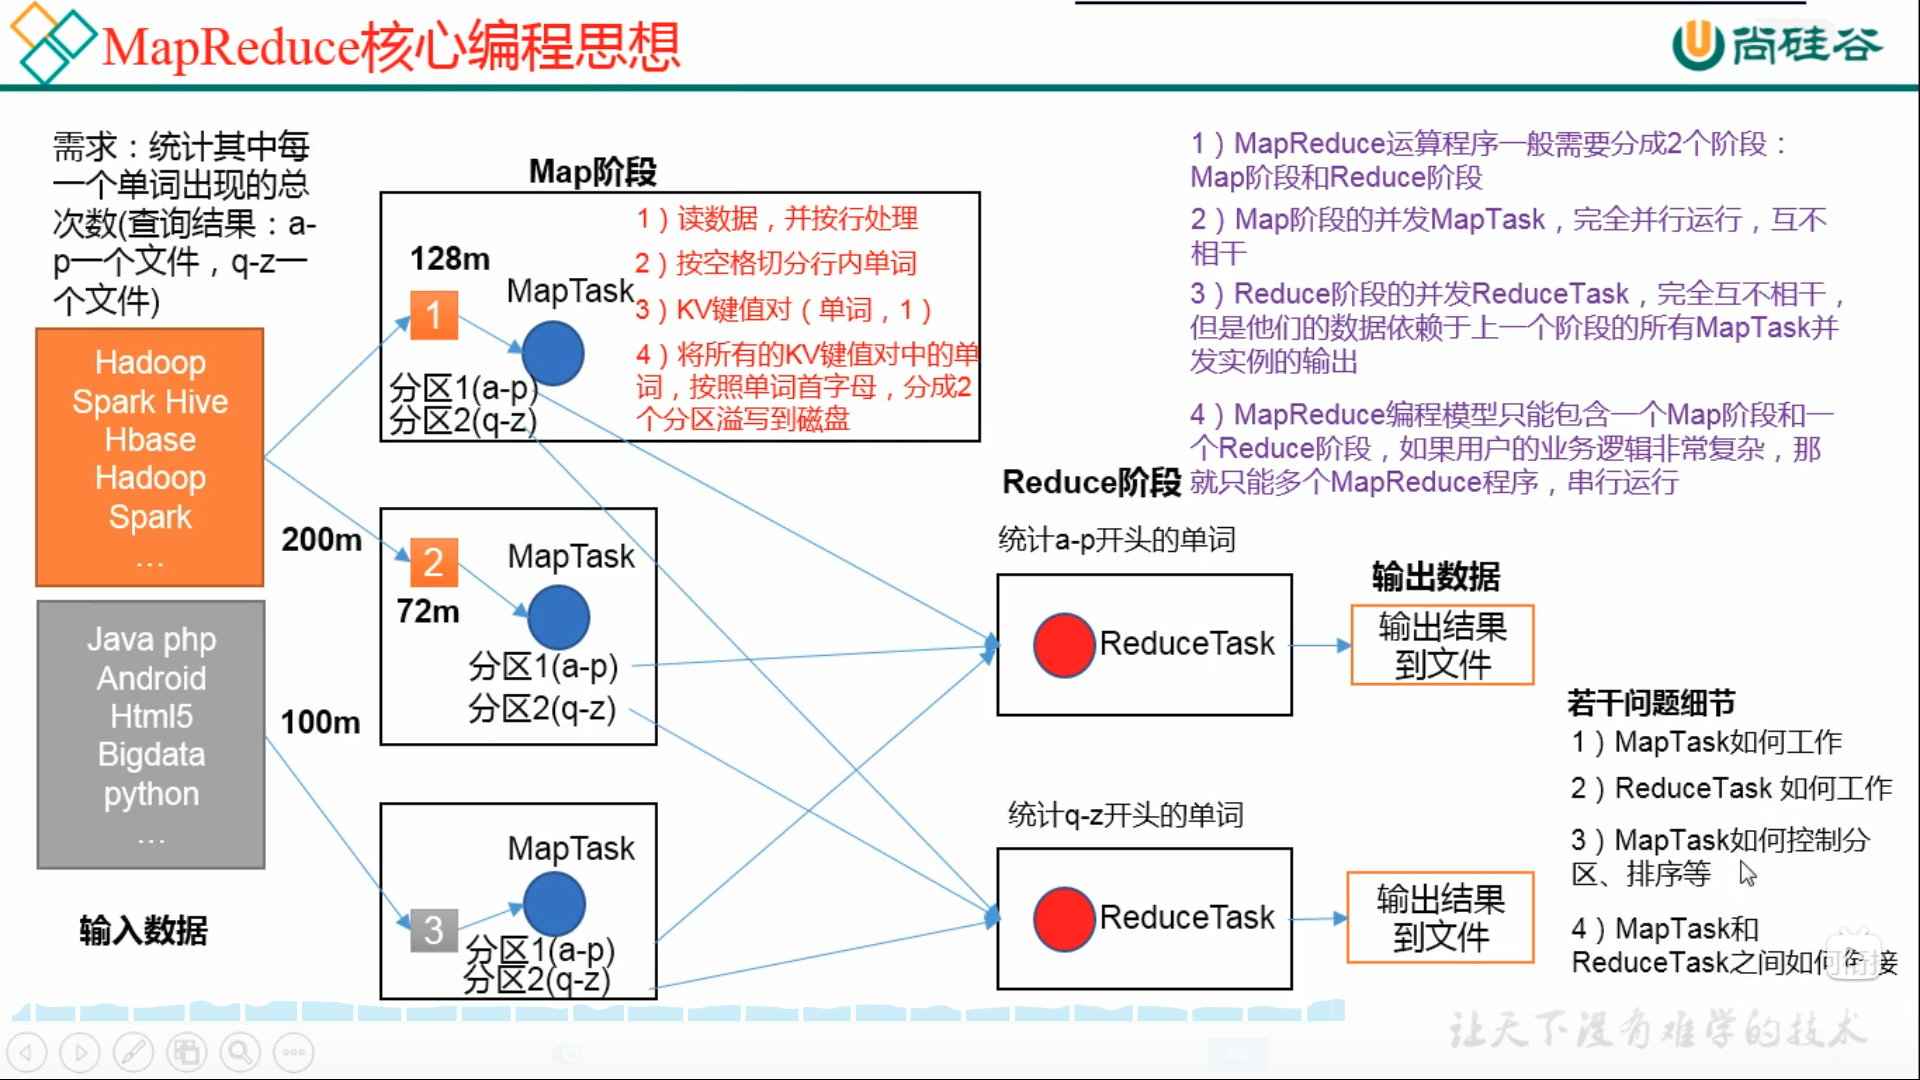 MapReduce核心编程思想
尚硅谷
需求：统计其中每
一个单词出现的总
次数(查询结果：a-
p一个文件，q-z一
个文件)
Hadoop
Spark Hive
Hbase
Hadoop
Spark
…
200m
Java php
Android
Html5
Bigdata
python
…
100m
输入数据
Map阶段
128m
1
MapTask
分区1(a-p)
分区2(q-z)
1）读数据，并按行处理
2）按空格切分行内单词
3）KV键值对（单词，1）
4）将所有的KV键值对中的单
词，按照单词首字母，分成2
个分区溢写到磁盘
2
72m
MapTask
分区1(a-p)
分区2(q-z)
3
MapTask
分区1(a-p)
分区2(q-z)
Reduce阶段
统计a-p开头的单词
ReduceTask
统计q-z开头的单词
ReduceTask
输出数据
输出结果
到文件
输出结果
到文件
1）MapReduce运算程序一般需要分成2个阶段：
Map阶段和Reduce阶段
2）Map阶段的并发MapTask，完全并行运行，互不
相干
3）Reduce阶段的并发ReduceTask，完全互不相干，
但是他们的数据依赖于上一个阶段的所有MapTask并
发实例的输出
4）MapReduce编程模型只能包含一个Map阶段和一
个Reduce阶段，如果用户的业务逻辑非常复杂，那
就只能多个MapReduce程序，串行运行
若干问题细节
1）MapTask如何工作
2）ReduceTask 如何工作
3）MapTask如何控制分
区、排序等
4）MapTask和
ReduceTask之间如何衔接
让天下没有难学的技术